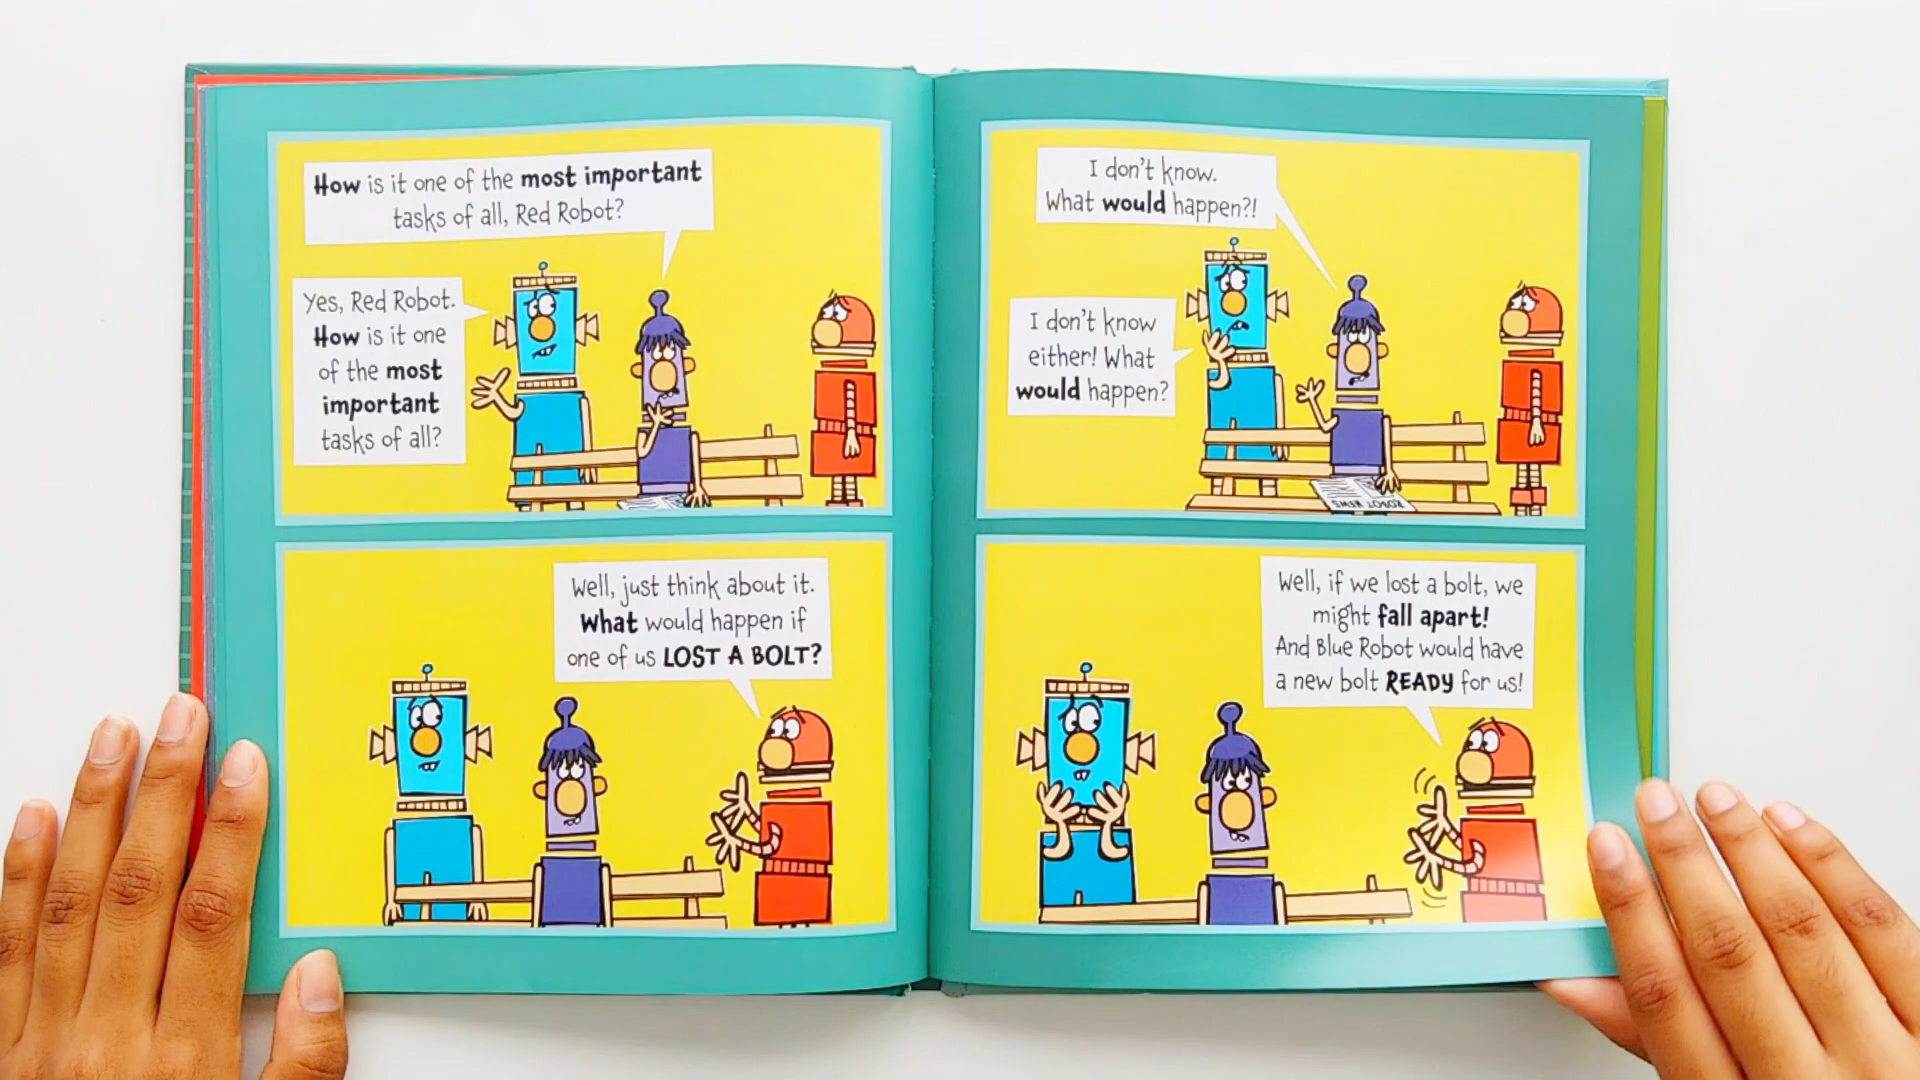 How is it one of the most important
tasks of all, Red Robot?
Yes, Red Robot.
How is it one
of the most
important
tasks of all?
Well, just think about it.
What would happen if
one of us LOST A BOLT?
I don't know.
What would happen?!
I don't know
either! What
would happen?
ROBOT NEWS
Well, if we lost a bolt, we
might fall apart!
And Blue Robot would have
a new bolt READY for us!